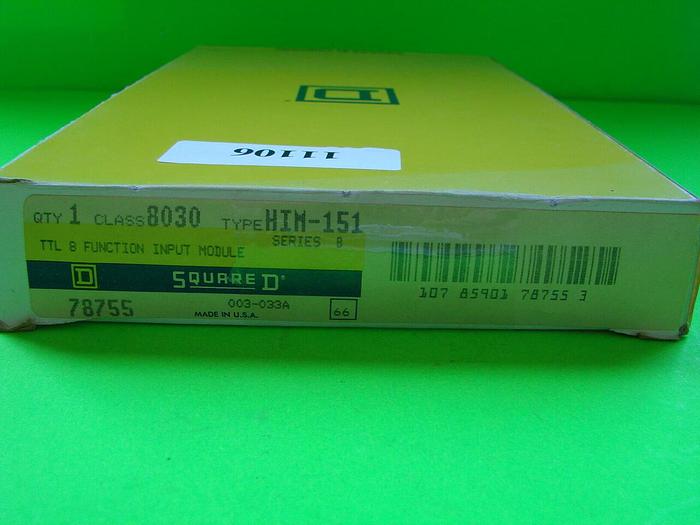 D
11106
QTY 1 CLASS 8030 TYPE HIM-151
SERIES B
TTL 8 FUNCTION INPUT MODULE
D SQUARE D®
78755 003-033A
MADE IN U.S.A. 66
107 85901 78755 3